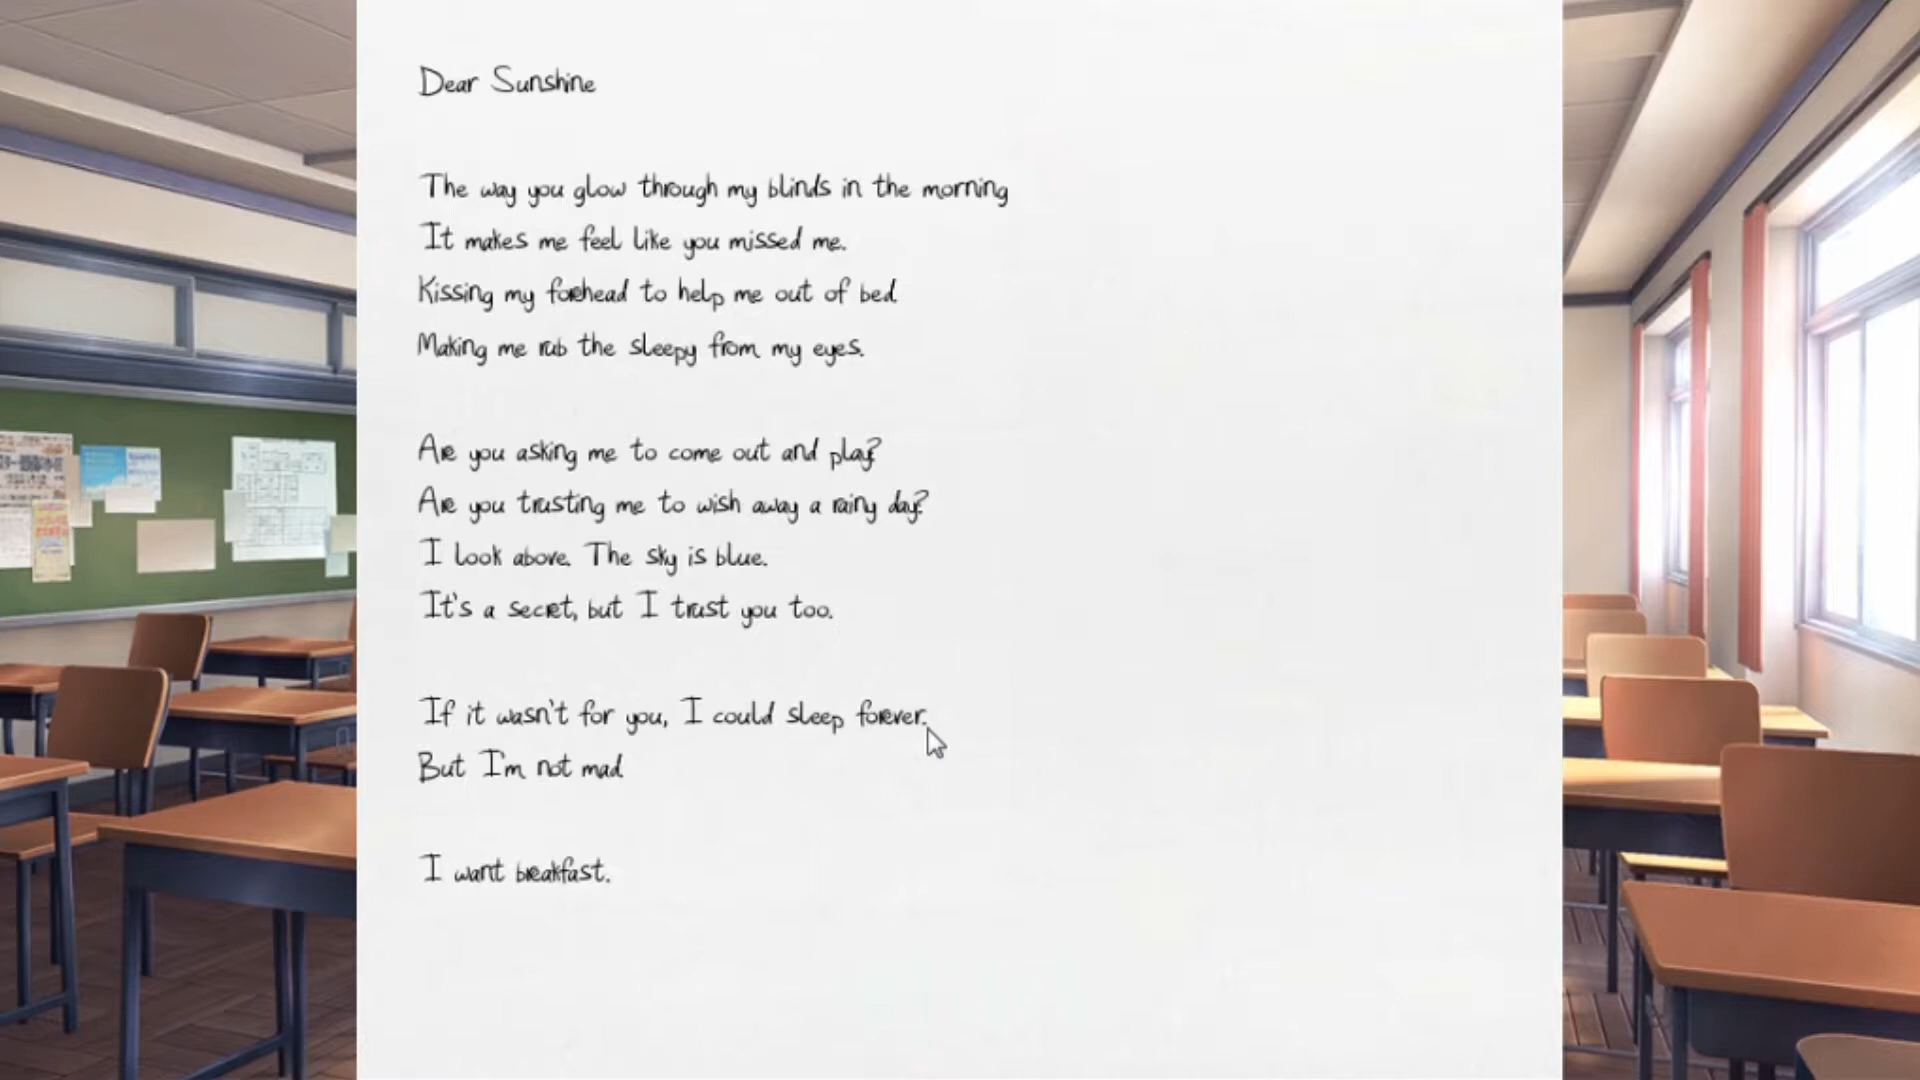 Dear Sunshine
The way you glow through my blinds in the morning
It makes me feel like you missed me.
Kissing my forehead to help me out of bed
Making me rub the sleepy from my eyes.
Are you asking me to come out and play?
Are you trusting me to wish away a rainy day?
I look above. The sky is blue.
It's a secret, but I trust you too.
If it wasn't for you, I could sleep forever.
But I'm not mad
I want breakfast.